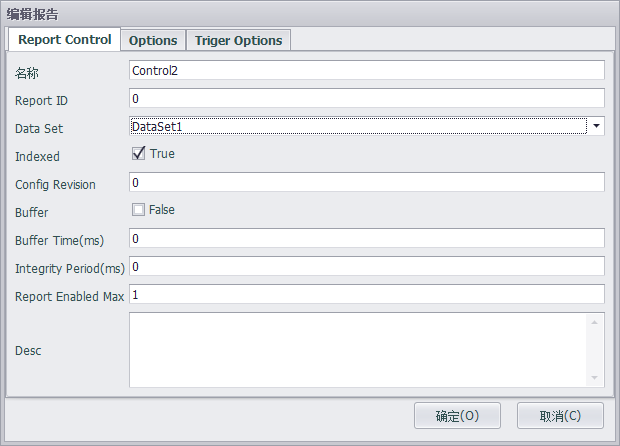 编辑报告
Report Control Options Triger Options
名称 Control2
Report ID 0
Data Set DataSet1
Indexed True
Config Revision 0
Buffer False
Buffer Time(ms) 0
Integrity Period(ms) 0
Report Enabled Max 1
Desc
确定(O) 取消(C)